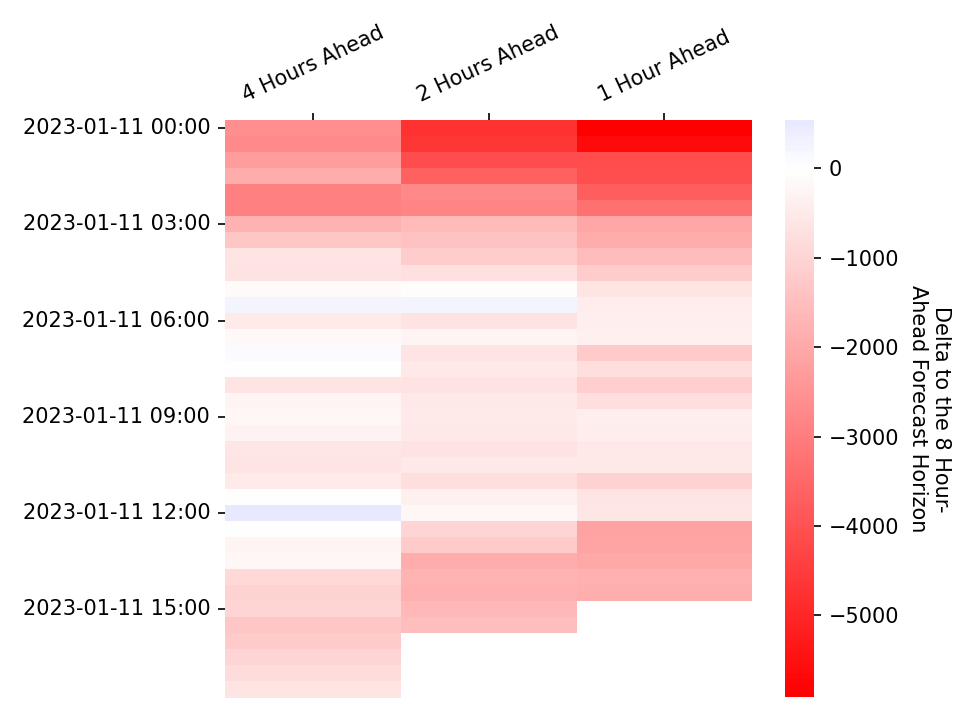 4 Hours Ahead
2 Hours Ahead
1 Hour Ahead
2023-01-11 00:00
2023-01-11 03:00
2023-01-11 06:00
2023-01-11 09:00
2023-01-11 12:00
2023-01-11 15:00
0
−1000
−2000
−3000
−4000
−5000
Delta to the 8 Hour-
Ahead Forecast Horizon